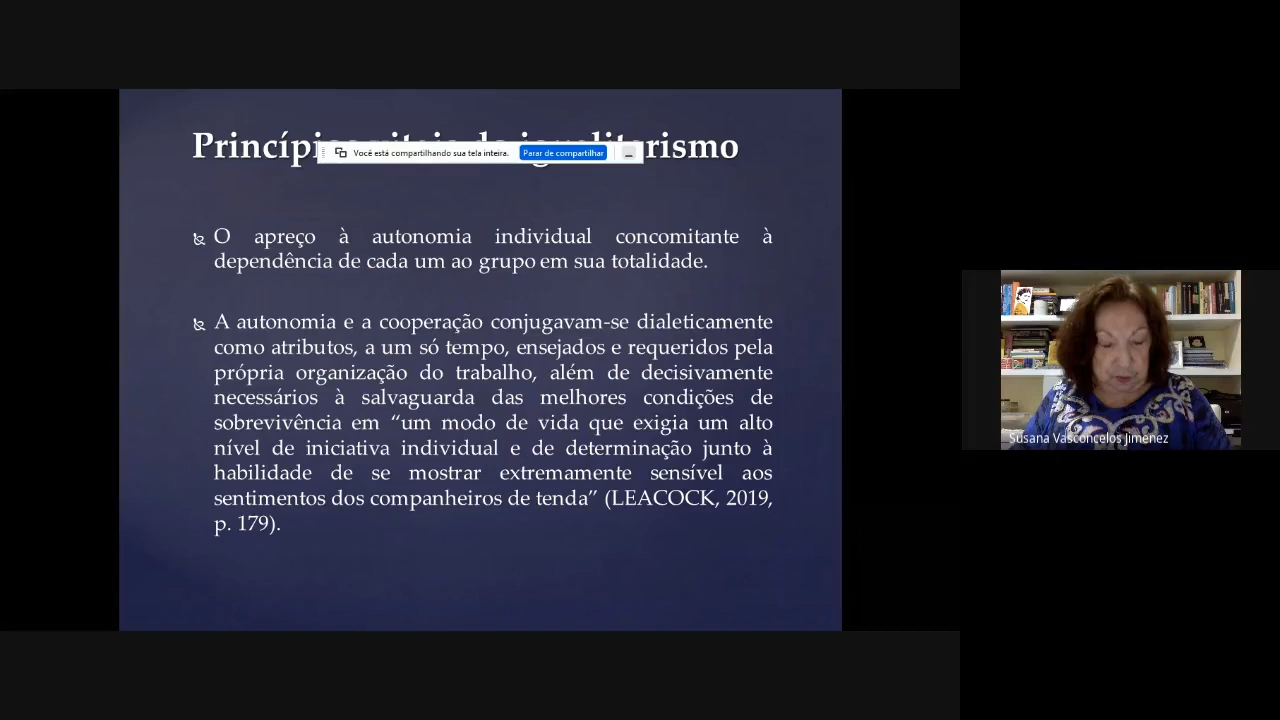 Princípi rismo
Você está compartilhando sua tela inteira. Parar de compartilhar
O apreço à autonomia individual concomitante à
dependência de cada um ao grupo em sua totalidade.
A autonomia e a cooperação conjugavam-se dialeticamente
como atributos, a um só tempo, ensejados e requeridos pela
própria organização do trabalho, além de decisivamente
necessários à salvaguarda das melhores condições de
sobrevivência em “um modo de vida que exigia um alto
nível de iniciativa individual e de determinação junto à
habilidade de se mostrar extremamente sensível aos
sentimentos dos companheiros de tenda” (LEACOCK, 2019,
p. 179).
Susana Vasconcelos Jimenez